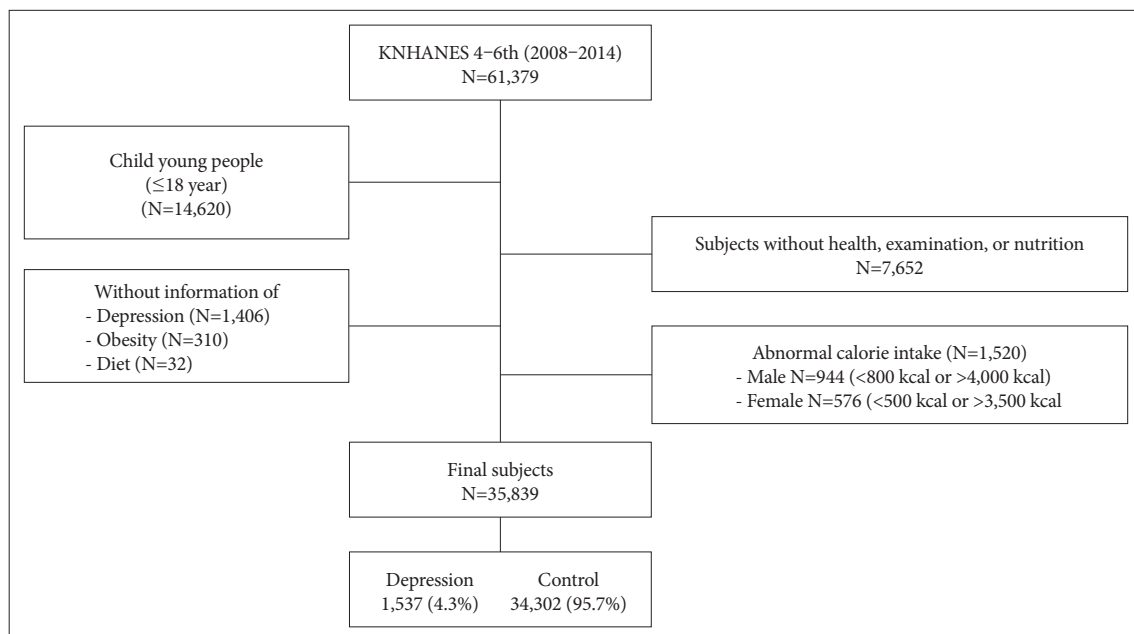 KNHANES 4−6th (2008−2014)
N=61,379
Child young people
(≤18 year)
(N=14,620)
Subjects without health, examination, or nutrition
N=7,652
Without information of
- Depression (N=1,406)
- Obesity (N=310)
- Diet (N=32)
Abnormal calorie intake (N=1,520)
- Male N=944 (<800 kcal or >4,000 kcal)
- Female N=576 (<500 kcal or >3,500 kcal
Final subjects
N=35,839
Depression Control
1,537 (4.3%) 34,302 (95.7%)